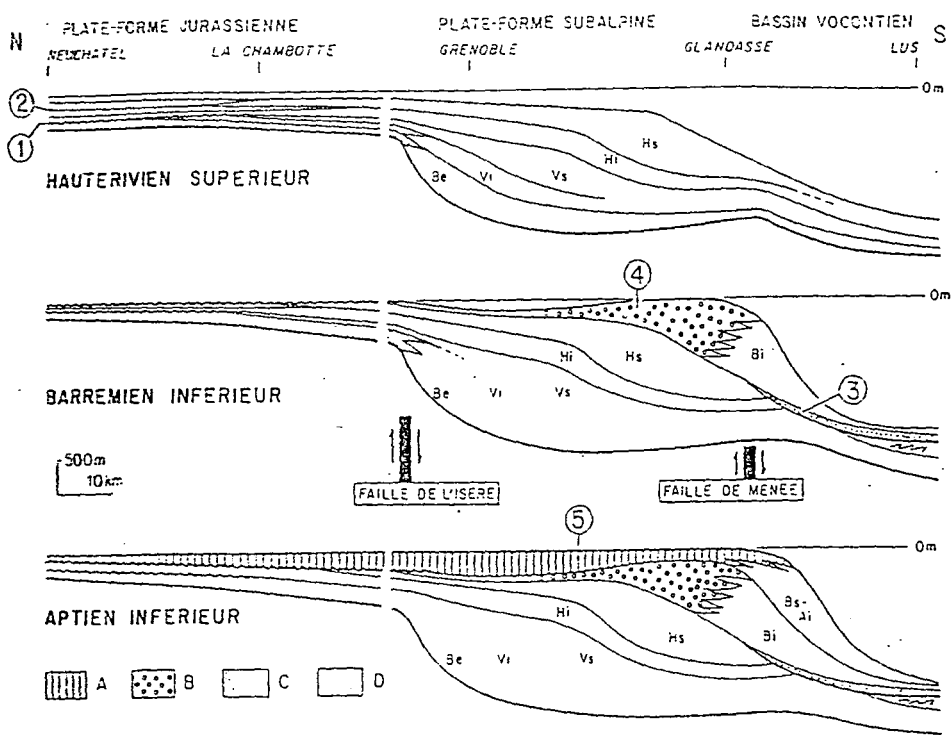 N PLATE-FORME JURASSIENNE PLATE-FORME SUBALPINE BASSIN VOCONTIEN S
NEUCHATEL LA CHAMBOTTE GRENOBLE GLANDASSE LUS
0m
2
1
HAUTERIVIEN SUPERIEUR
Be Vi Vs Hi Hs
4
0m
3
BARREMIEN INFERIEUR
Be Vi Vs Hi Hs Bi
500m
10km
FAILLE DE L'ISERE
FAILLE DE MENEE
5
0m
APTIEN INFERIEUR
Be Vi Vs Hi Hs Bi Bs-Ai
A B C D